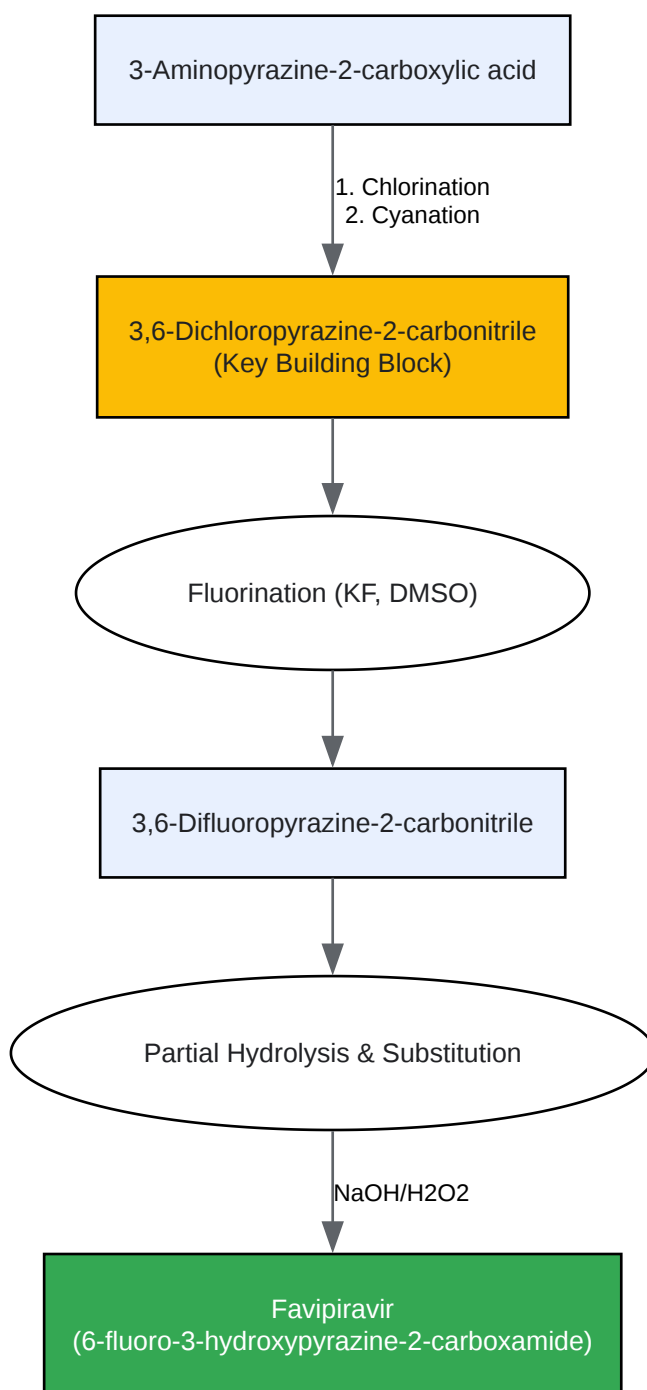 3-Aminopyrazine-2-carboxylic acid
1. Chlorination
2. Cyanation
3,6-Dichloropyrazine-2-carbonitrile
(Key Building Block)
Fluorination (KF, DMSO)
3,6-Difluoropyrazine-2-carbonitrile
Partial Hydrolysis & Substitution
NaOH/H2O2
Favipiravir
(6-fluoro-3-hydroxypyrazine-2-carboxamide)